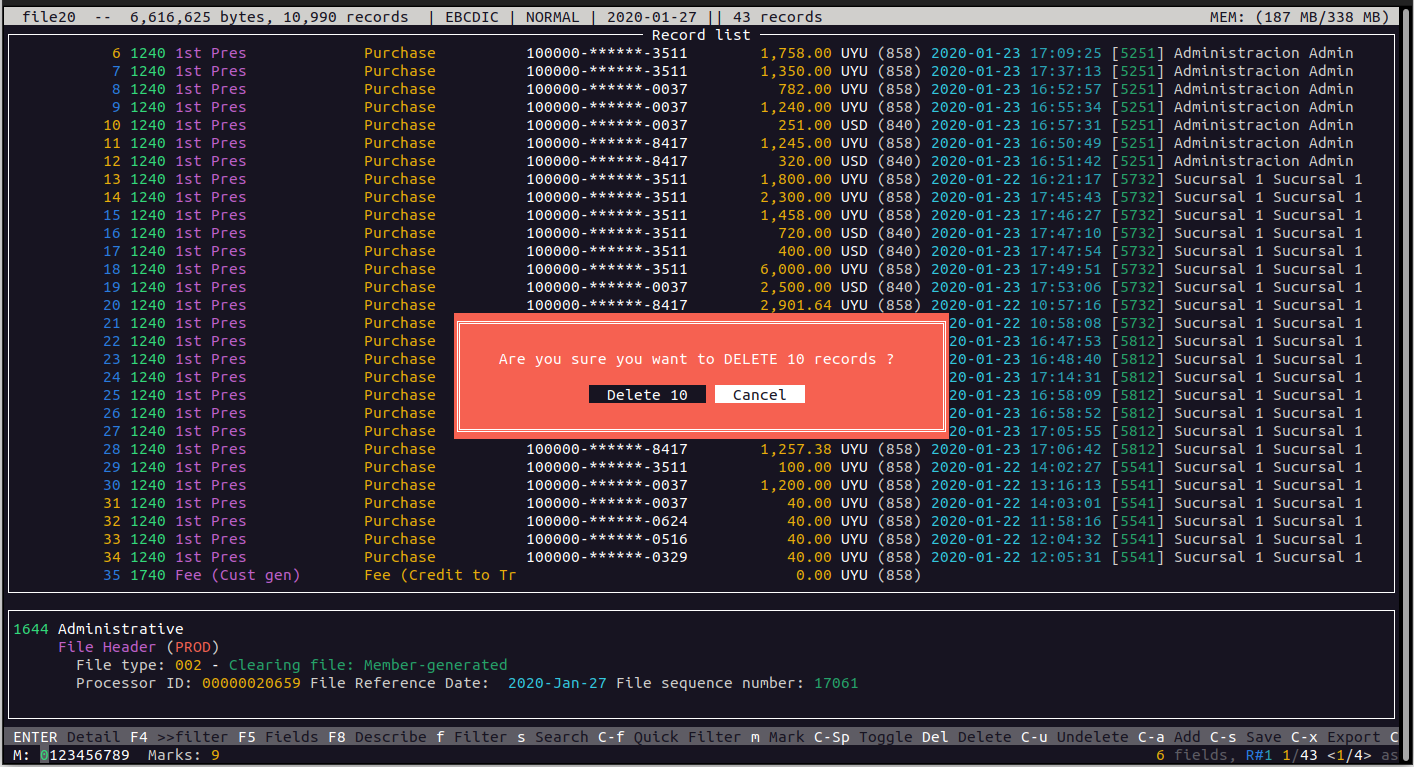 file20 -- 6,616,625 bytes, 10,990 records | EBCDIC | NORMAL | 2020-01-27 || 43 records MEM: (187 MB/338 MB)
Record list
6 1240 1st Pres Purchase 100000-******-3511 1,758.00 UYU (858) 2020-01-23 17:09:25 [5251] Administracion Admin
7 1240 1st Pres Purchase 100000-******-3511 1,350.00 UYU (858) 2020-01-23 17:37:13 [5251] Administracion Admin
8 1240 1st Pres Purchase 100000-******-0037 782.00 UYU (858) 2020-01-23 16:52:57 [5251] Administracion Admin
9 1240 1st Pres Purchase 100000-******-0037 1,240.00 UYU (858) 2020-01-23 16:55:34 [5251] Administracion Admin
10 1240 1st Pres Purchase 100000-******-0037 251.00 USD (840) 2020-01-23 16:57:31 [5251] Administracion Admin
11 1240 1st Pres Purchase 100000-******-8417 1,245.00 UYU (858) 2020-01-23 16:50:49 [5251] Administracion Admin
12 1240 1st Pres Purchase 100000-******-8417 320.00 USD (840) 2020-01-23 16:51:42 [5251] Administracion Admin
13 1240 1st Pres Purchase 100000-******-3511 1,800.00 UYU (858) 2020-01-22 16:21:17 [5732] Sucursal 1 Sucursal 1
14 1240 1st Pres Purchase 100000-******-3511 2,300.00 UYU (858) 2020-01-22 17:45:43 [5732] Sucursal 1 Sucursal 1
15 1240 1st Pres Purchase 100000-******-3511 1,458.00 UYU (858) 2020-01-22 17:46:27 [5732] Sucursal 1 Sucursal 1
16 1240 1st Pres Purchase 100000-******-3511 720.00 USD (840) 2020-01-22 17:47:10 [5732] Sucursal 1 Sucursal 1
17 1240 1st Pres Purchase 100000-******-3511 400.00 USD (840) 2020-01-22 17:47:54 [5732] Sucursal 1 Sucursal 1
18 1240 1st Pres Purchase 100000-******-3511 6,000.00 UYU (858) 2020-01-22 17:49:51 [5732] Sucursal 1 Sucursal 1
19 1240 1st Pres Purchase 100000-******-0037 2,500.00 USD (840) 2020-01-22 17:53:06 [5732] Sucursal 1 Sucursal 1
20 1240 1st Pres Purchase 100000-******-8417 2,901.64 UYU (858) 2020-01-22 10:57:16 [5732] Sucursal 1 Sucursal 1
21 1240 1st Pres Purchase 20-01-22 10:58:08 [5732] Sucursal 1 Sucursal 1
22 1240 1st Pres Purchase 20-01-23 16:47:53 [5812] Sucursal 1 Sucursal 1
23 1240 1st Pres Purchase 20-01-23 16:48:40 [5812] Sucursal 1 Sucursal 1
24 1240 1st Pres Purchase 20-01-23 17:14:31 [5812] Sucursal 1 Sucursal 1
25 1240 1st Pres Purchase 20-01-23 16:58:09 [5812] Sucursal 1 Sucursal 1
26 1240 1st Pres Purchase 20-01-23 16:58:52 [5812] Sucursal 1 Sucursal 1
27 1240 1st Pres Purchase 20-01-23 17:05:55 [5812] Sucursal 1 Sucursal 1
Are you sure you want to DELETE 10 records ?
Delete 10 Cancel
28 1240 1st Pres Purchase 100000-******-8417 1,257.38 UYU (858) 2020-01-23 17:06:42 [5812] Sucursal 1 Sucursal 1
29 1240 1st Pres Purchase 100000-******-3511 100.00 UYU (858) 2020-01-22 14:02:27 [5541] Sucursal 1 Sucursal 1
30 1240 1st Pres Purchase 100000-******-0037 1,200.00 UYU (858) 2020-01-22 13:16:13 [5541] Sucursal 1 Sucursal 1
31 1240 1st Pres Purchase 100000-******-0037 40.00 UYU (858) 2020-01-22 14:03:01 [5541] Sucursal 1 Sucursal 1
32 1240 1st Pres Purchase 100000-******-0624 40.00 UYU (858) 2020-01-22 11:58:16 [5541] Sucursal 1 Sucursal 1
33 1240 1st Pres Purchase 100000-******-0516 40.00 UYU (858) 2020-01-22 12:04:32 [5541] Sucursal 1 Sucursal 1
34 1240 1st Pres Purchase 100000-******-0329 40.00 UYU (858) 2020-01-22 12:05:31 [5541] Sucursal 1 Sucursal 1
35 1740 Fee (Cust gen) Fee (Credit to Tr 0.00 UYU (858)
1644 Administrative
File Header (PROD)
File type: 002 - Clearing file: Member-generated
Processor ID: 00000020659 File Reference Date: 2020-Jan-27 File sequence number: 17061
ENTER Detail F4 >>filter F5 Fields F8 Describe f Filter s Search C-f Quick Filter m Mark C-Sp Toggle Del Delete C-u Undelete C-a Add C-s Save C-x Export C
M: 0123456789 Marks: 9 6 fields, R#1 1/43 <1/4> as